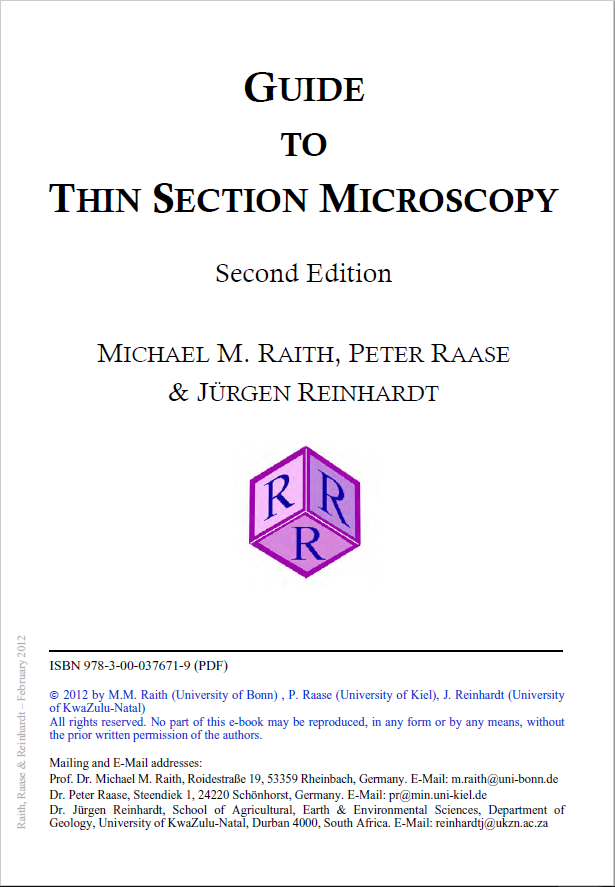 GUIDE
TO
THIN SECTION MICROSCOPY
Second Edition
MICHAEL M. RAITH, PETER RAASE
& JÜRGEN REINHARDT
R R
R
Raith, Raase & Reinhardt – February 2012
ISBN 978-3-00-037671-9 (PDF)
© 2012 by M.M. Raith (University of Bonn) , P. Raase (University of Kiel), J. Reinhardt (University
of KwaZulu-Natal)
All rights reserved. No part of this e-book may be reproduced, in any form or by any means, without
the prior written permission of the authors.
Mailing and E-Mail addresses:
Prof. Dr. Michael M. Raith, Roidestraße 19, 53359 Rheinbach, Germany. E-Mail: m.raith@uni-bonn.de
Dr. Peter Raase, Steendiek 1, 24220 Schönhorst, Germany. E-Mail: pr@min.uni-kiel.de
Dr. Jürgen Reinhardt, School of Agricultural, Earth & Environmental Sciences, Department of
Geology, University of KwaZulu-Natal, Durban 4000, South Africa. E-Mail: reinhardtj@ukzn.ac.za